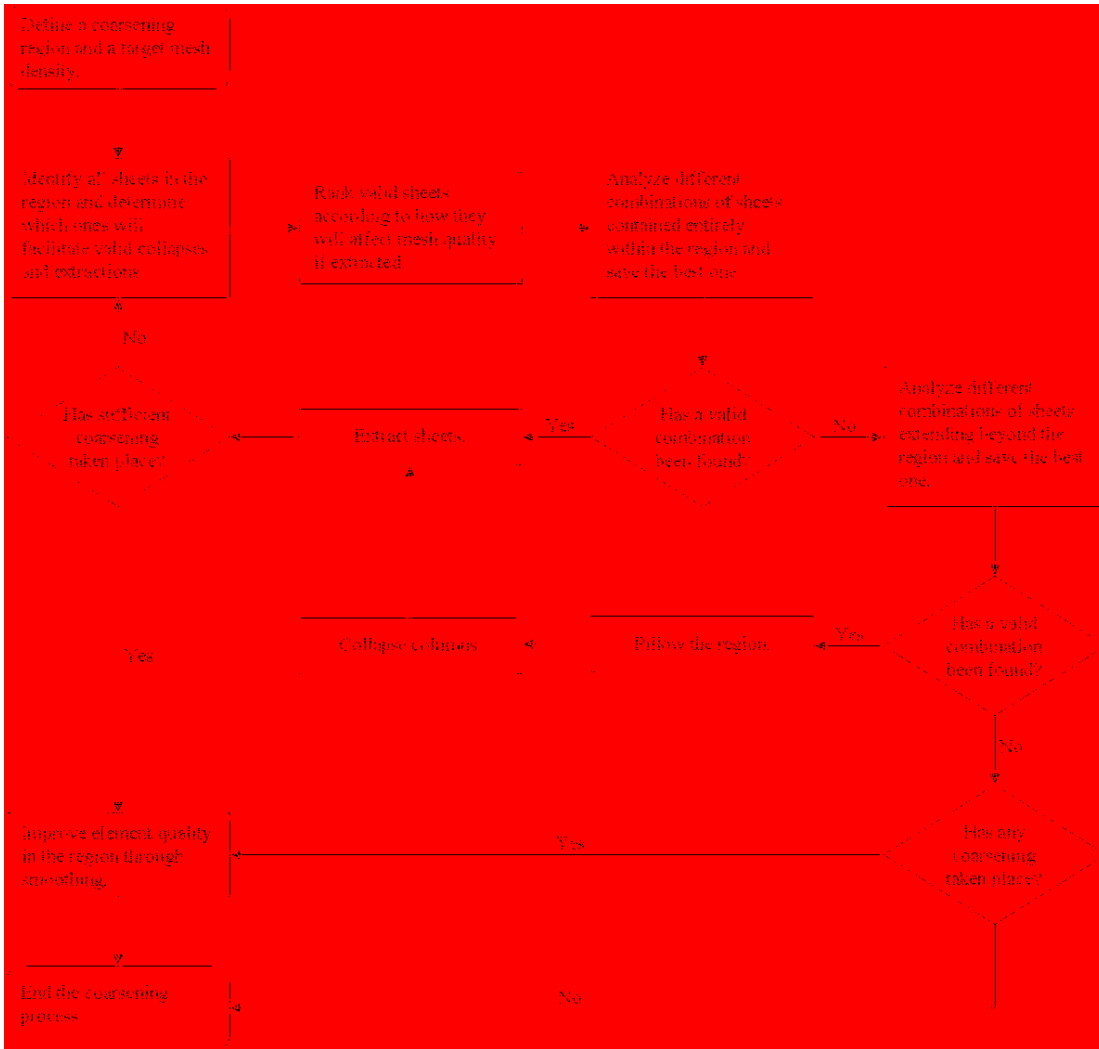 Define a coarsening
region and a target mesh
density.
Identify all sheets in the
region and determine
which ones will
facilitate valid collapses
and extractions
Rank valid sheets
according to how they
will affect mesh quality
if extracted.
Analyze different
combinations of sheets
contained entirely
within the region and
save the best one
No
Has sufficient
coarsening
taken place?
Extract sheets.
Yes
Has a valid
combination
been found?
No
Analyze different
combinations of sheets
extending beyond the
region and save the best
one.
Yes
Collapse columns
Pillow the region
Yes
Has a valid
combination
been found?
No
Improve element quality
in the region through
smoothing.
Yes
Has any
coarsening
taken place?
End the coarsening
process
No